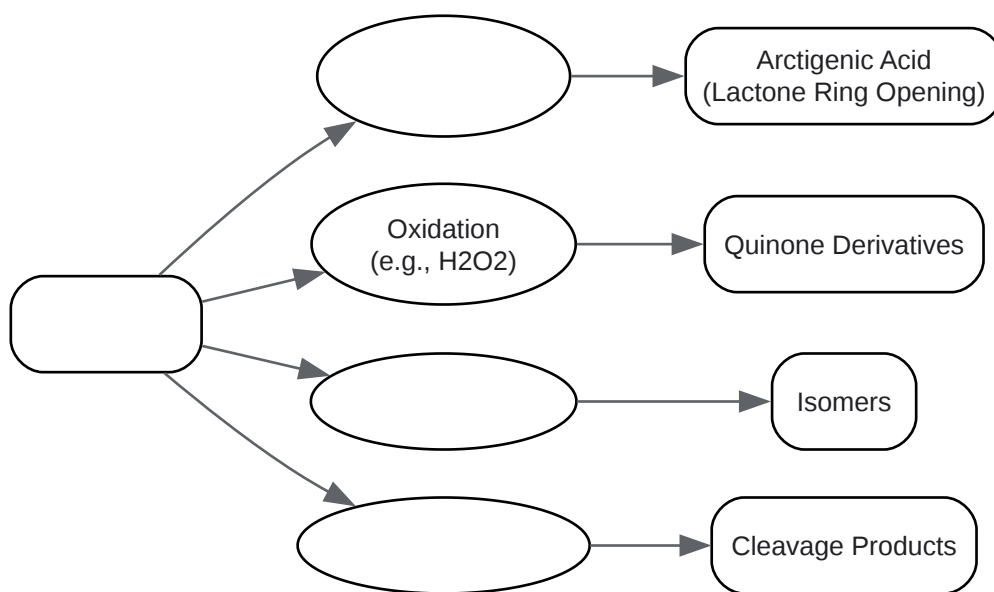 Arctigenic Acid
(Lactone Ring Opening)
Oxidation
(e.g., H2O2)
Quinone Derivatives
Isomers
Cleavage Products